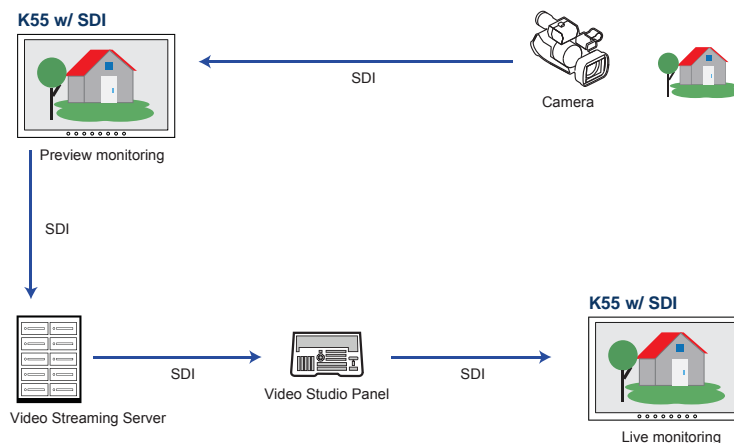 K55 w/ SDI
SDI
Camera
Preview monitoring
SDI
K55 w/ SDI
SDI
SDI
Video Studio Panel
Video Streaming Server
Live monitoring